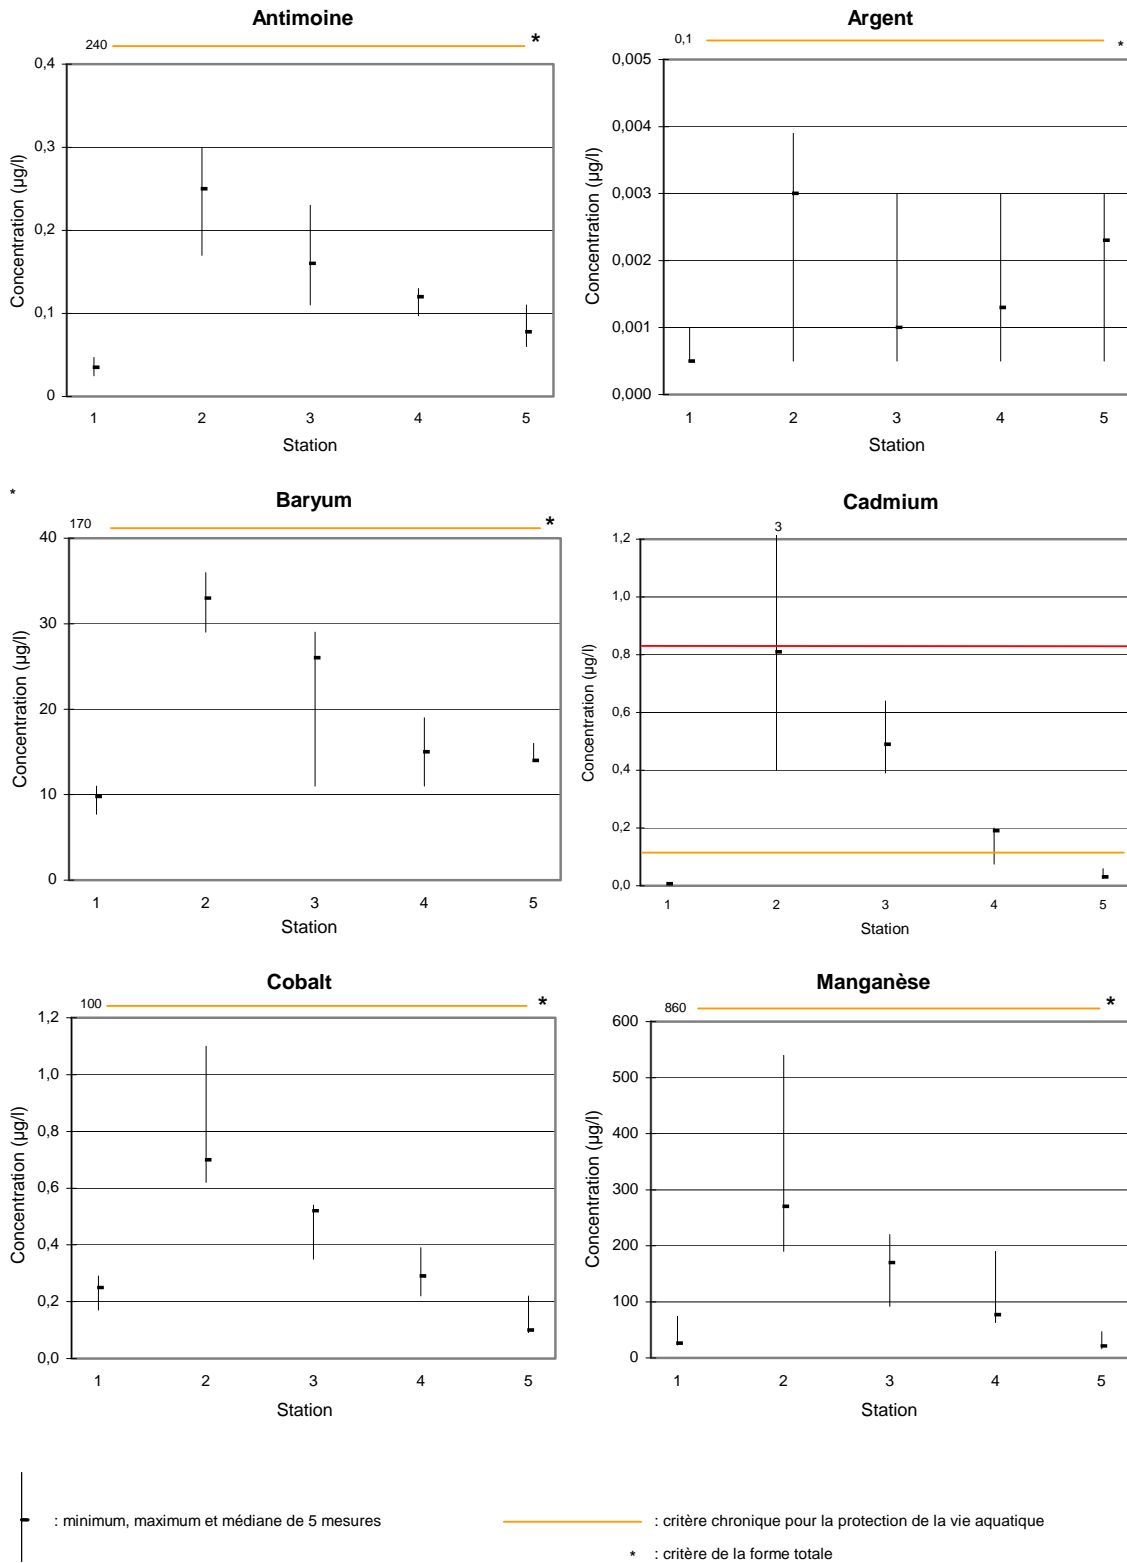 Antimoine
240 *
0,4
0,3
0,2
0,1
0
Concentration (µg/l)
1 2 3 4 5
Station
Argent
0,1 *
0,005
0,004
0,003
0,002
0,001
0,000
Concentration (µg/l)
1 2 3 4 5
Station
*
Baryum
170 *
40
30
20
10
0
Concentration (µg/l)
1 2 3 4 5
Station
Cadmium
3
1,2
1,0
0,8
0,6
0,4
0,2
0,0
Concentration (µg/l)
1 2 3 4 5
Station
Cobalt
100 *
1,2
1,0
0,8
0,6
0,4
0,2
0,0
Concentration (µg/l)
1 2 3 4 5
Station
Manganèse
860 *
600
500
400
300
200
100
0
Concentration (µg/l)
1 2 3 4 5
Station
: minimum, maximum et médiane de 5 mesures
: critère chronique pour la protection de la vie aquatique
* : critère de la forme totale